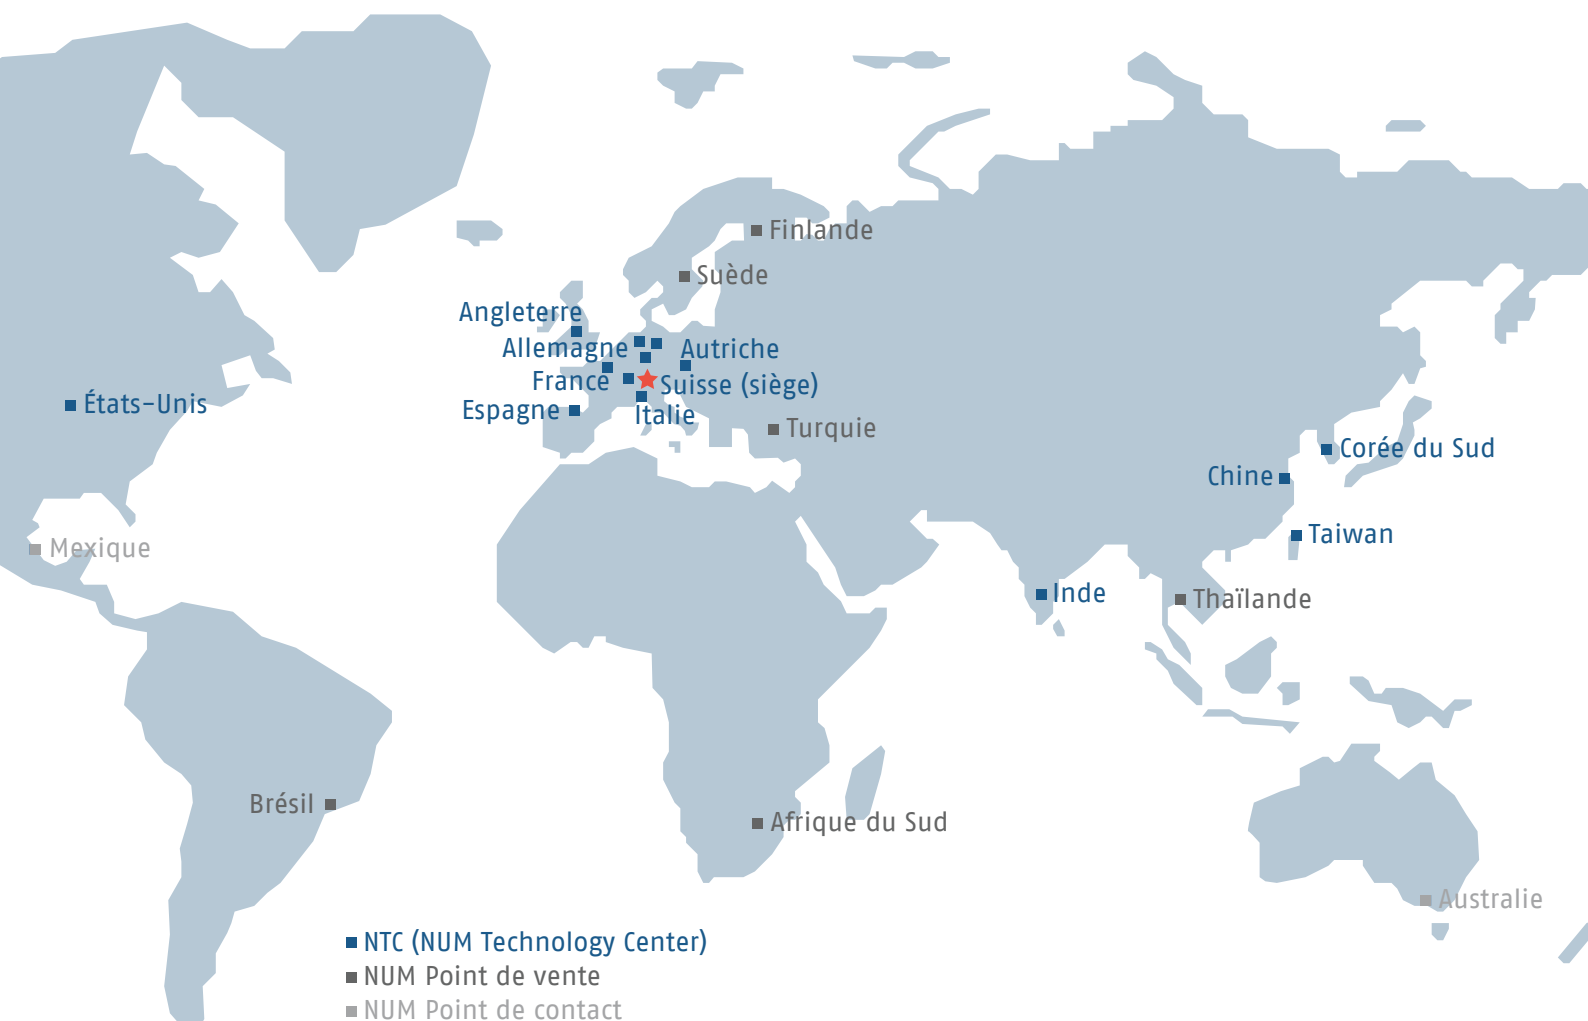 Finlande
Suède
Angleterre
Allemagne
Autriche
France
Suisse (siège)
États-Unis
Espagne
Italie
Turquie
Corée du Sud
Chine
Taiwan
Mexique
Inde
Thaïlande
Brésil
Afrique du Sud
Australie
NTC (NUM Technology Center)
NUM Point de vente
NUM Point de contact